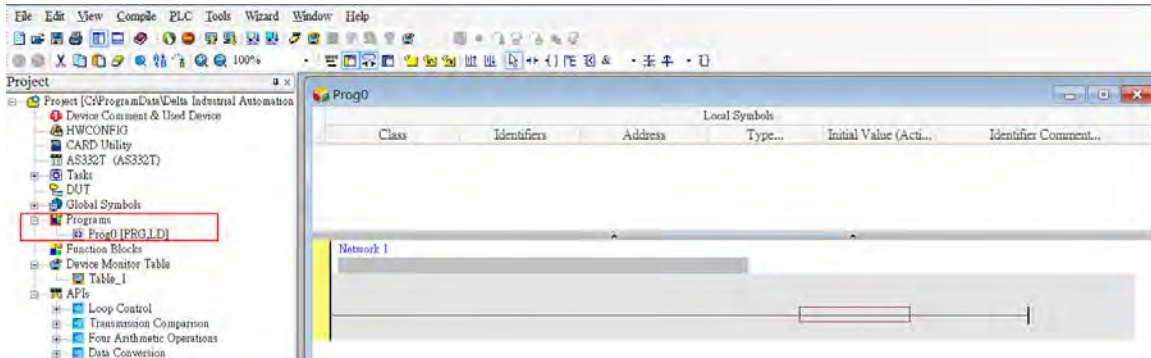 File Edit View Compile PLC Tools Wizard Window Help
100%
Project
Project [C:\ProgramData\Delta Industrial Automation
Device Comment & Used Device
HWCONFIG
CARD Utility
AS332T (AS332T)
Tasks
DUT
Global Symbols
Programs
Prog0 [PRG,LD]
Function Blocks
Device Monitor Table
Table_1
APIs
Loop Control
Transmission Comparison
Four Arithmetic Operations
Data Conversion
Prog0
Local Symbols
Class Identifiers Address Type... Initial Value (Acti... Identifier Comment...
Network 1